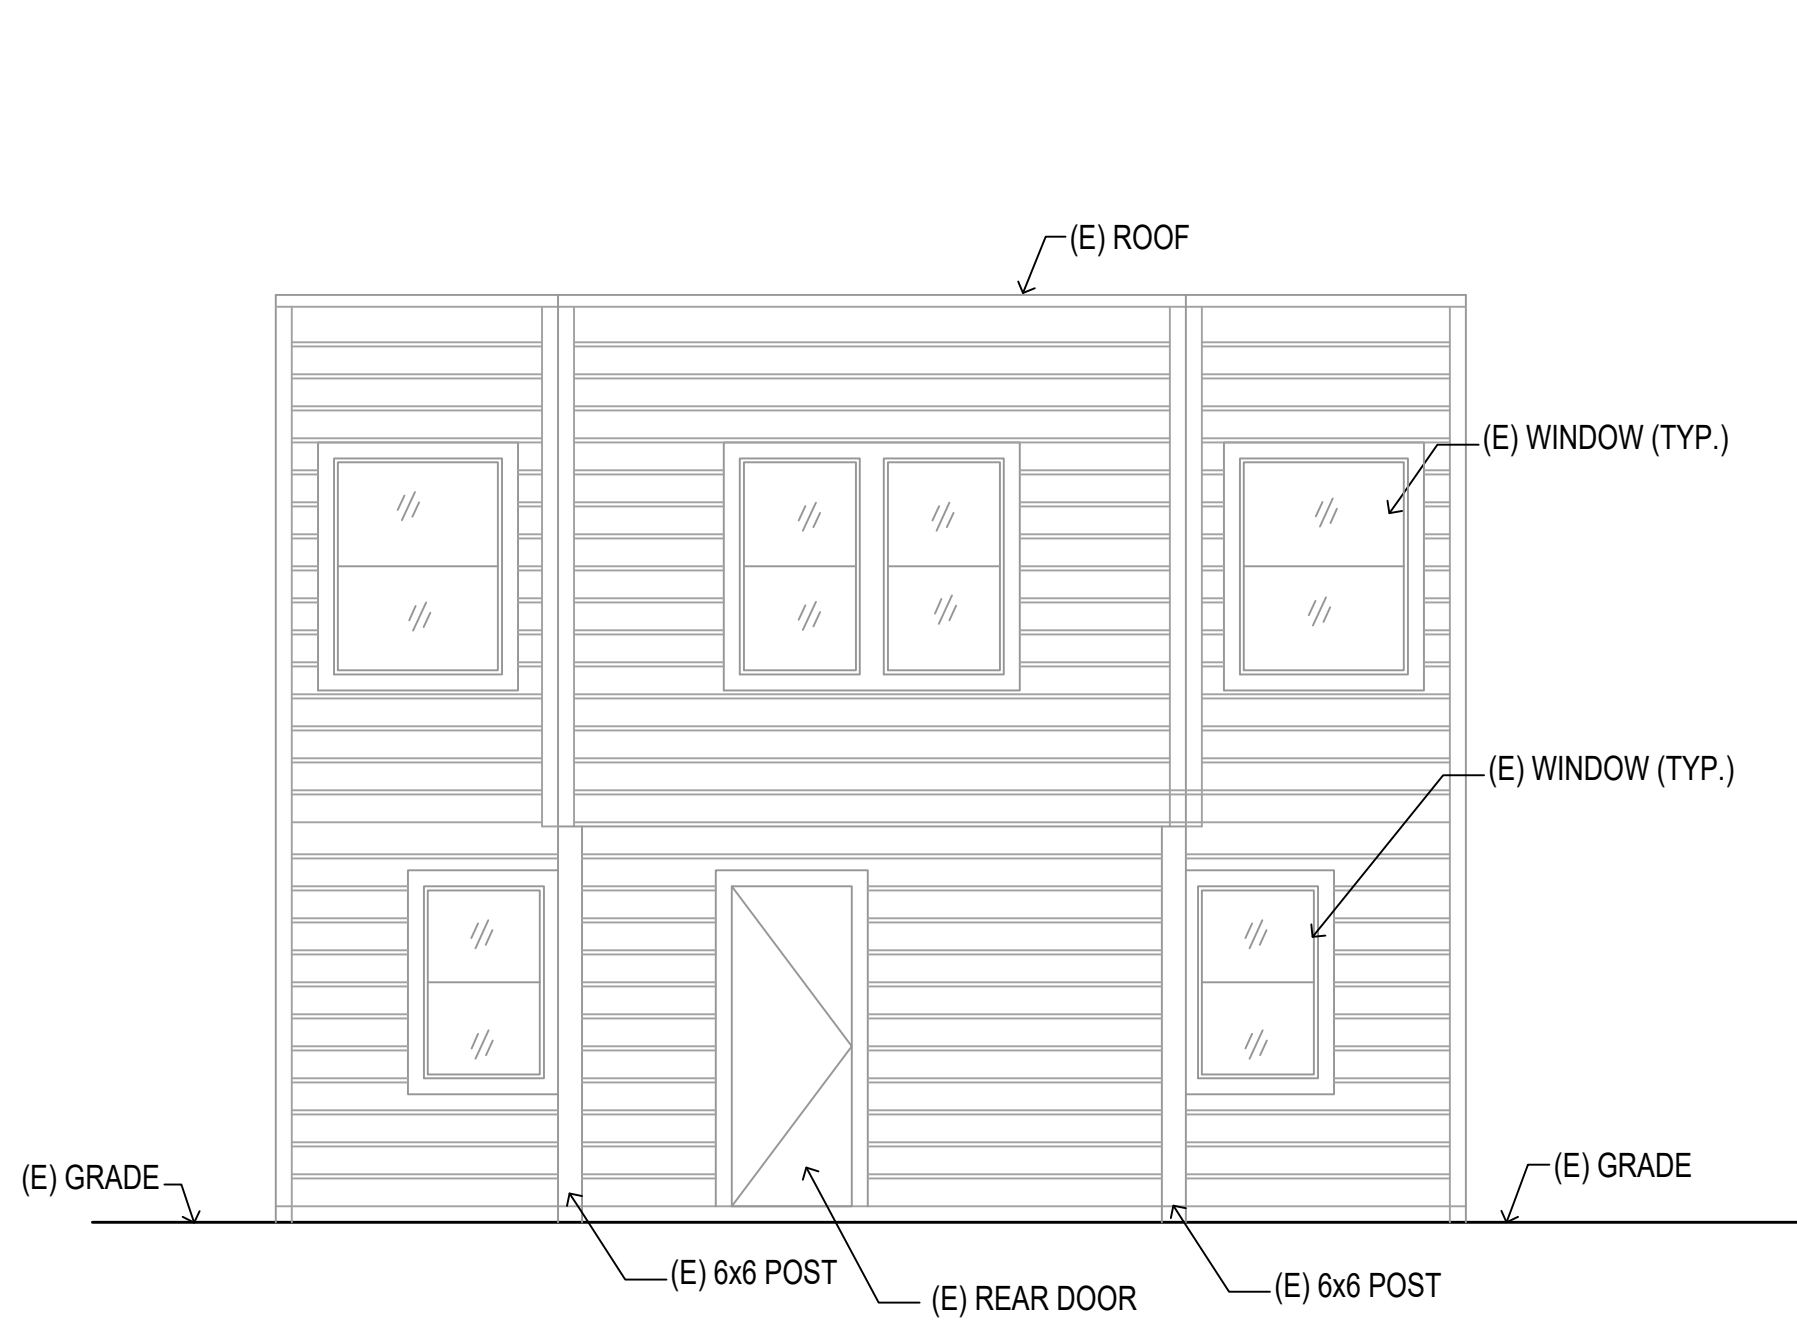 (E) ROOF
(E) WINDOW (TYP.)
(E) WINDOW (TYP.)
(E) GRADE
(E) GRADE
(E) 6x6 POST
(E) REAR DOOR
(E) 6x6 POST